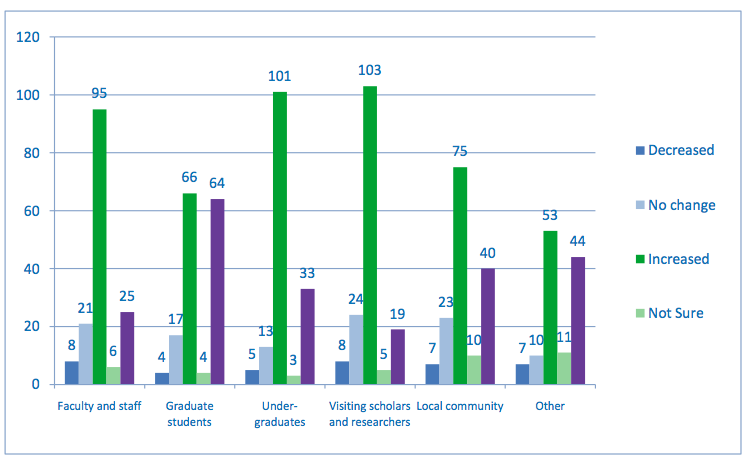 120
100
80
60
40
20
0
8
21
95
6
25
4
17
66
4
64
5
13
101
3
33
8
24
103
5
19
7
23
75
10
40
7
10
53
11
44
Faculty and staff
Graduate
students
Under-
graduates
Visiting scholars
and researchers
Local community
Other
Decreased
No change
Increased
Not Sure